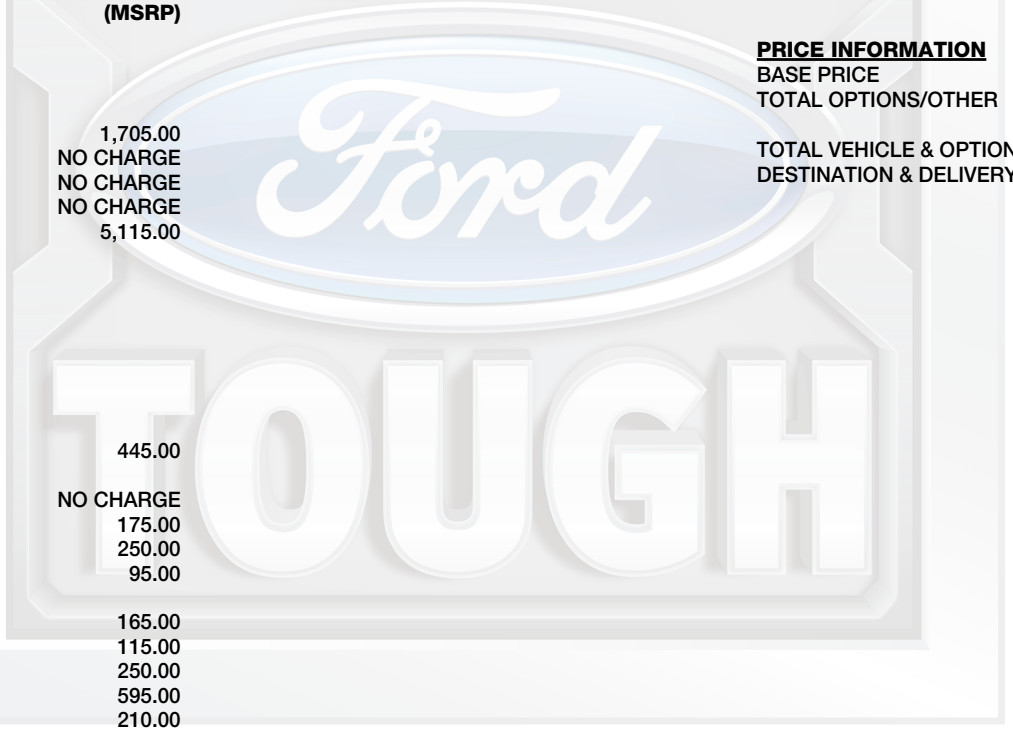 (MSRP)
1,705.00
NO CHARGE
NO CHARGE
NO CHARGE
5,115.00
445.00
NO CHARGE
175.00
250.00
95.00
165.00
115.00
250.00
595.00
210.00
PRICE INFORMATION
BASE PRICE
TOTAL OPTIONS/OTHER
TOTAL VEHICLE & OPTION
DESTINATION & DELIVERY
Ford
TOUGH